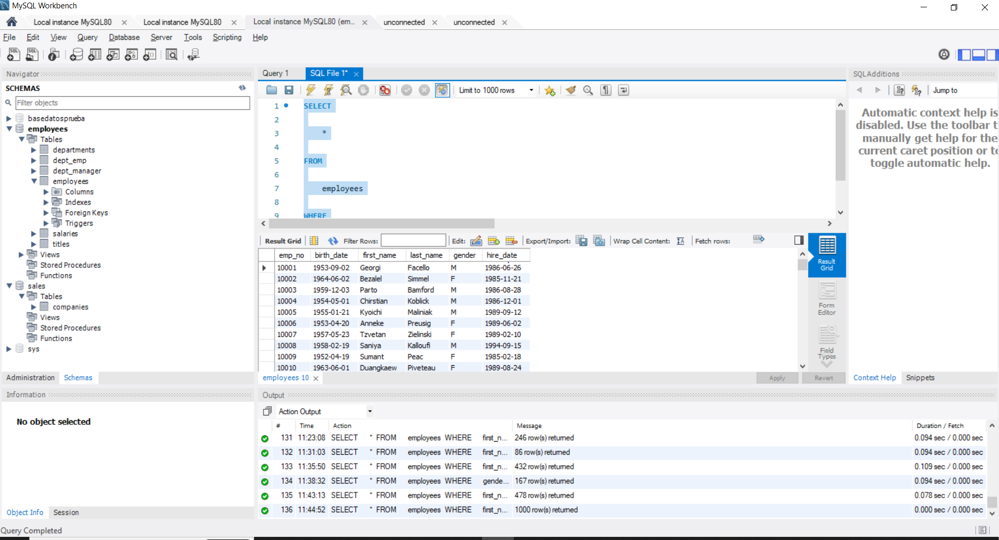 MySQL Workbench
Local instance MySQL80 Local instance MySQL80 Local instance MySQL80 (em... unconnected unconnected
File Edit View Query Database Server Tools Scripting Help
Navigator
SCHEMAS
Filter objects
basedatosprueba
employees
Tables
departments
dept_emp
dept_manager
employees
Columns
Indexes
Foreign Keys
Triggers
salaries
titles
Views
Stored Procedures
Functions
sales
Tables
companies
Views
Stored Procedures
Functions
sys
Administration Schemas
Information
No object selected
Object Info Session
Query 1 SQL File 1*
Limit to 1000 rows
1 SELECT
2
3 *
4
5 FROM
6
7 employees
8
9 WHERE
Result Grid Filter Rows: Edit: Export/Import: Wrap Cell Content: Fetch rows:
emp_no birth_date first_name last_name gender hire_date
10001 1953-09-02 Georgi Facello M 1986-06-26
10002 1964-06-02 Bezalel Simmel F 1985-11-21
10003 1959-12-03 Parto Bamford M 1986-08-28
10004 1954-05-01 Chirstian Koblick M 1986-12-01
10005 1955-01-21 Kyoichi Maliniak M 1989-09-12
10006 1953-04-20 Anneke Preusig F 1989-06-02
10007 1957-05-23 Tzvetan Zielinski F 1989-02-10
10008 1958-02-19 Saniya Kalloufi M 1994-09-15
10009 1952-04-19 Sumant Peac F 1985-02-18
10010 1963-06-01 Duangkaew Piveteau F 1989-08-24
Result Grid
Form Editor
Field Types
employees 10 Apply Revert
SQLAdditions
Jump to
Automatic context help is
disabled. Use the toolbar t
manually get help for the
current caret position or to
toggle automatic help.
Context Help Snippets
Output
Action Output
# Time Action Message Duration / Fetch
131 11:23:08 SELECT * FROM employees WHERE first_n... 246 row(s) returned 0.094 sec / 0.000 sec
132 11:31:03 SELECT * FROM employees WHERE first_n... 86 row(s) returned 0.094 sec / 0.000 sec
133 11:35:50 SELECT * FROM employees WHERE first_n... 432 row(s) returned 0.109 sec / 0.000 sec
134 11:38:32 SELECT * FROM employees WHERE gende... 167 row(s) returned 0.094 sec / 0.000 sec
135 11:43:13 SELECT * FROM employees WHERE first_n... 478 row(s) returned 0.078 sec / 0.000 sec
136 11:44:52 SELECT * FROM employees WHERE first_n... 1000 row(s) returned 0.000 sec / 0.000 sec
Query Completed